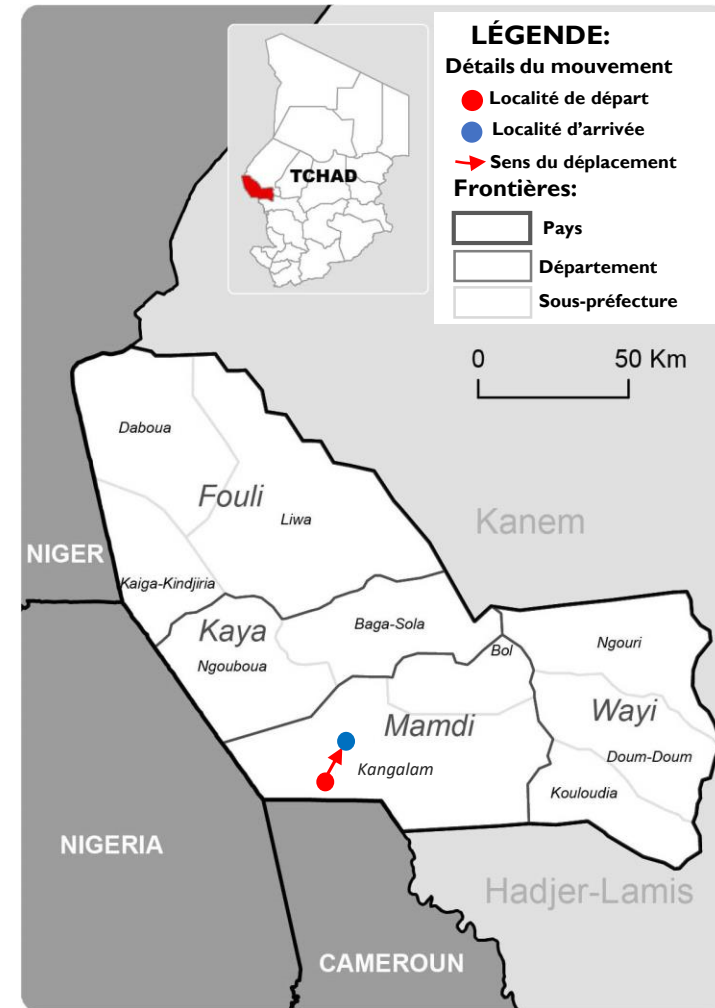 LÉGENDE:
Détails du mouvement
Localité de départ
Localité d'arrivée
Sens du déplacement
Frontières:
Pays
Département
Sous-préfecture
TCHAD
0 50 Km
Daboua
Fouli
Liwa
Kanem
NIGER
Kaiga-Kindjiria
Baga-Sola
Kaya
Ngouboua
Bol
Ngouri
Mamdi
Wayi
Doum-Doum
Kangalam
Kouloudia
NIGERIA
Hadjer-Lamis
CAMEROUN